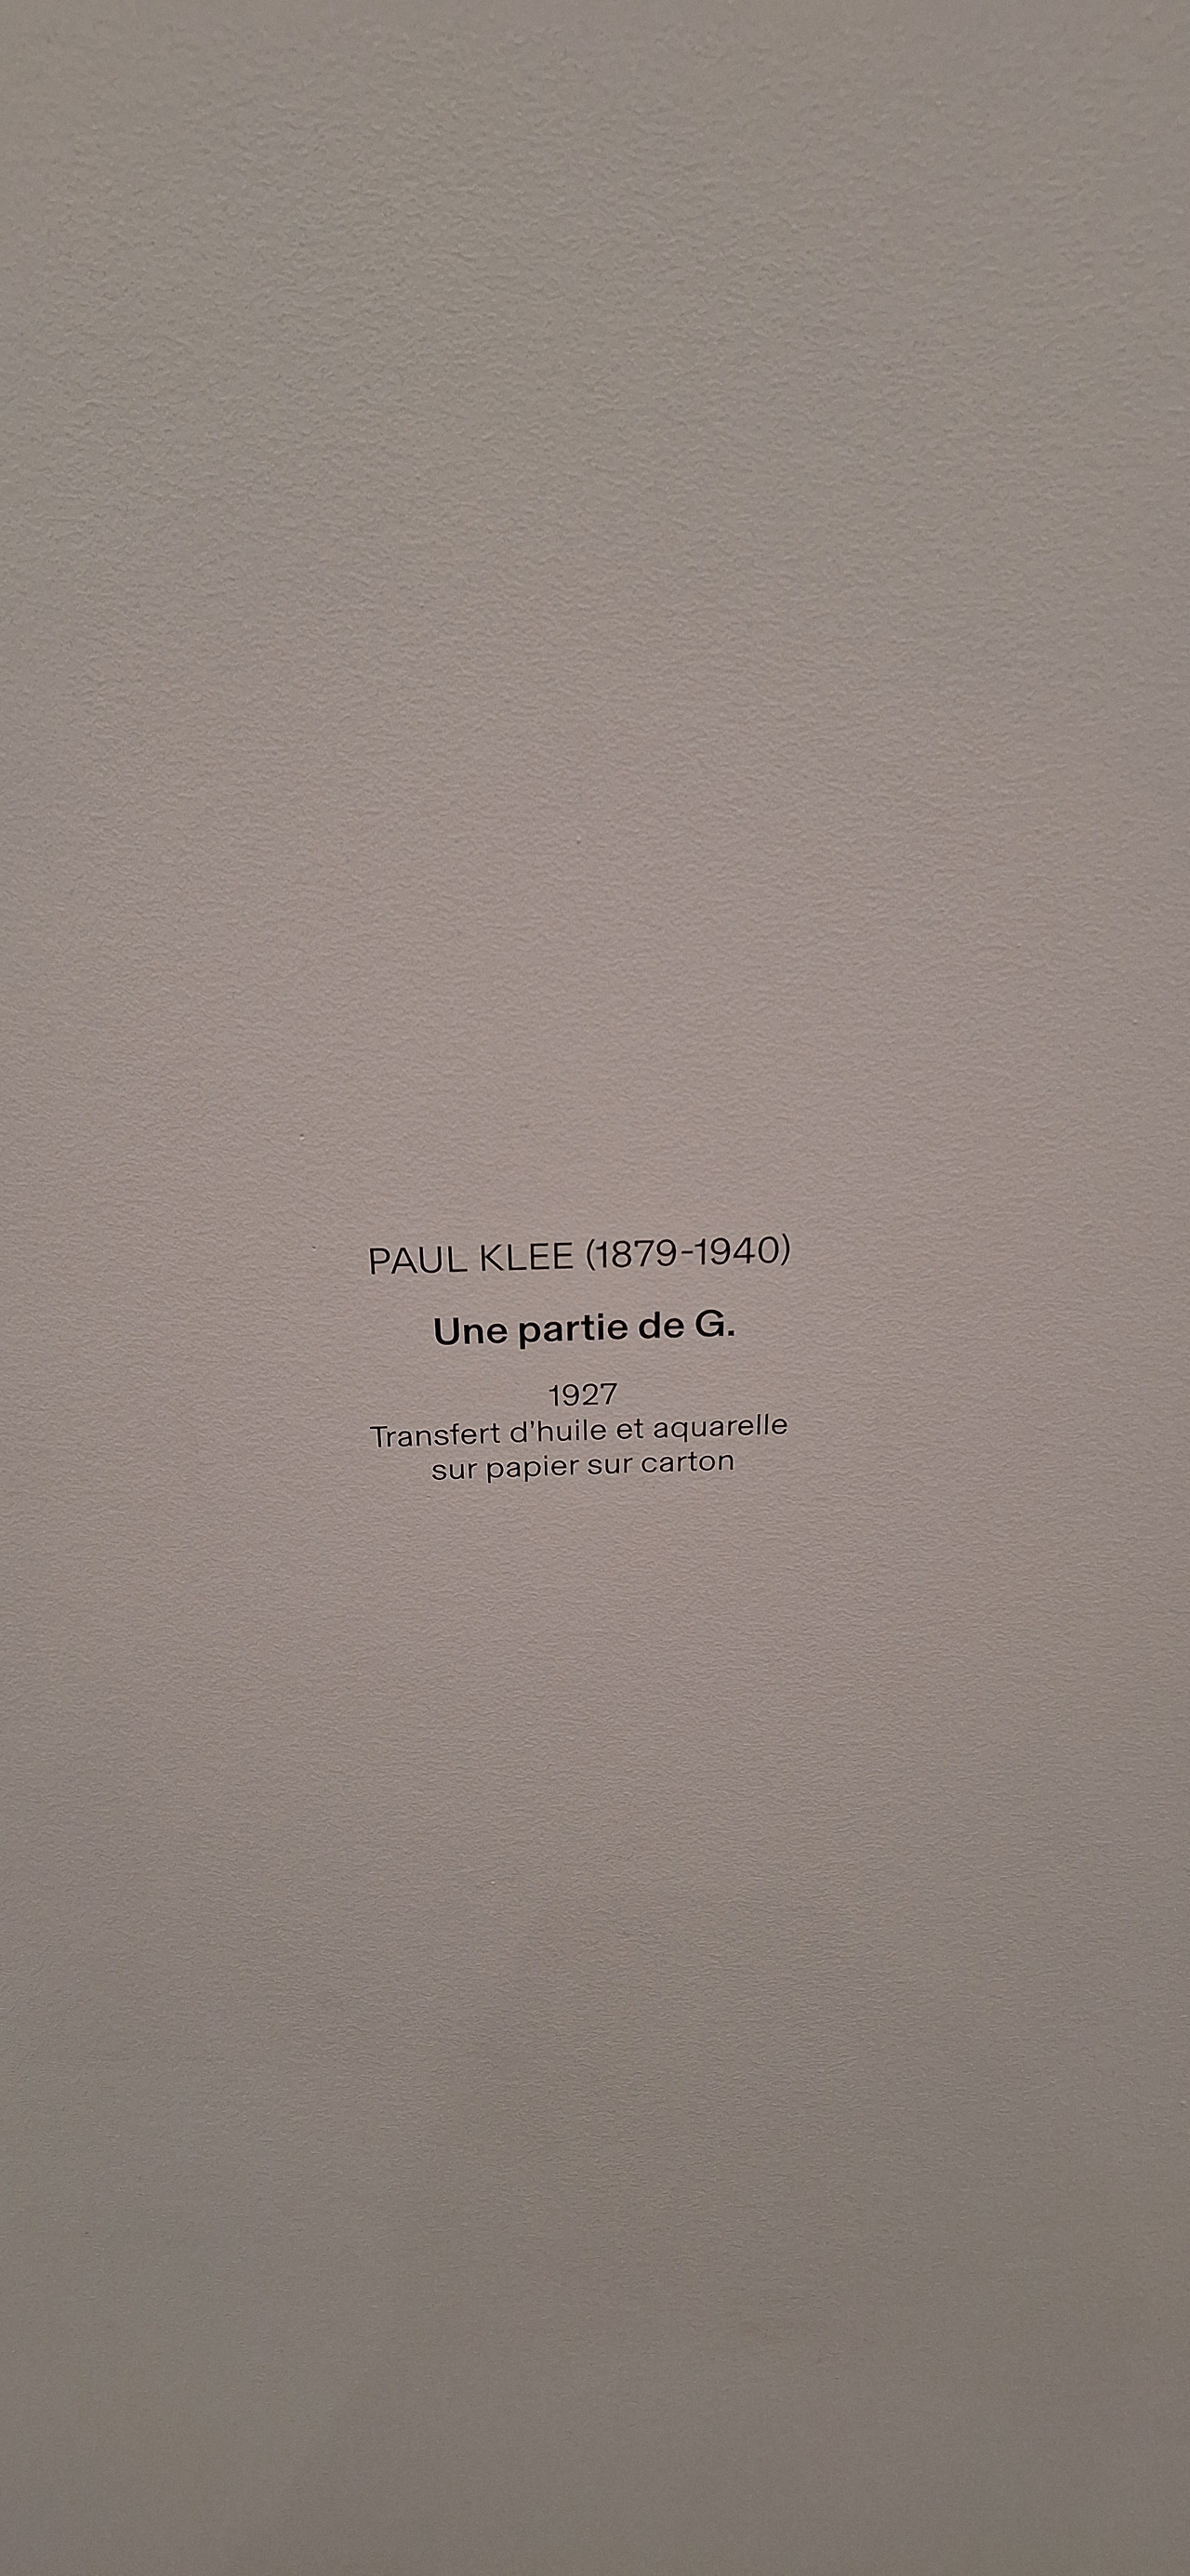 PAUL KLEE (1879-1940)
Une partie de G.
1927
Transfert d'huile et aquarelle
sur papier sur carton